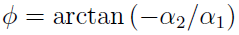 ϕ = arctan (−α₂/α₁)